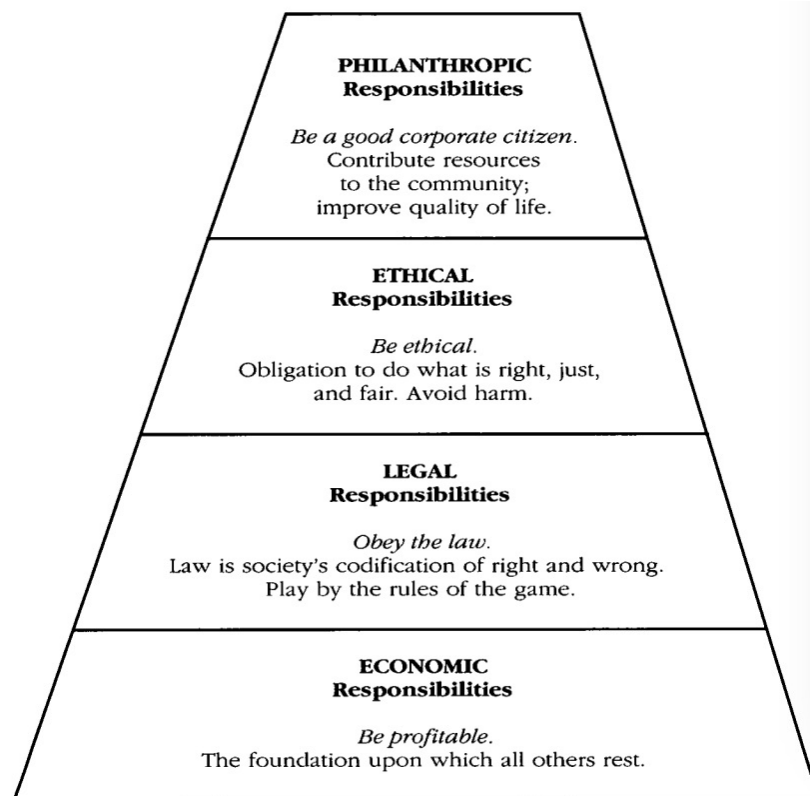 PHILANTHROPIC
Responsibilities
Be a good corporate citizen.
Contribute resources
to the community;
improve quality of life.
ETHICAL
Responsibilities
Be ethical.
Obligation to do what is right, just,
and fair. Avoid harm.
LEGAL
Responsibilities
Obey the law.
Law is society's codification of right and wrong.
Play by the rules of the game.
ECONOMIC
Responsibilities
Be profitable.
The foundation upon which all others rest.